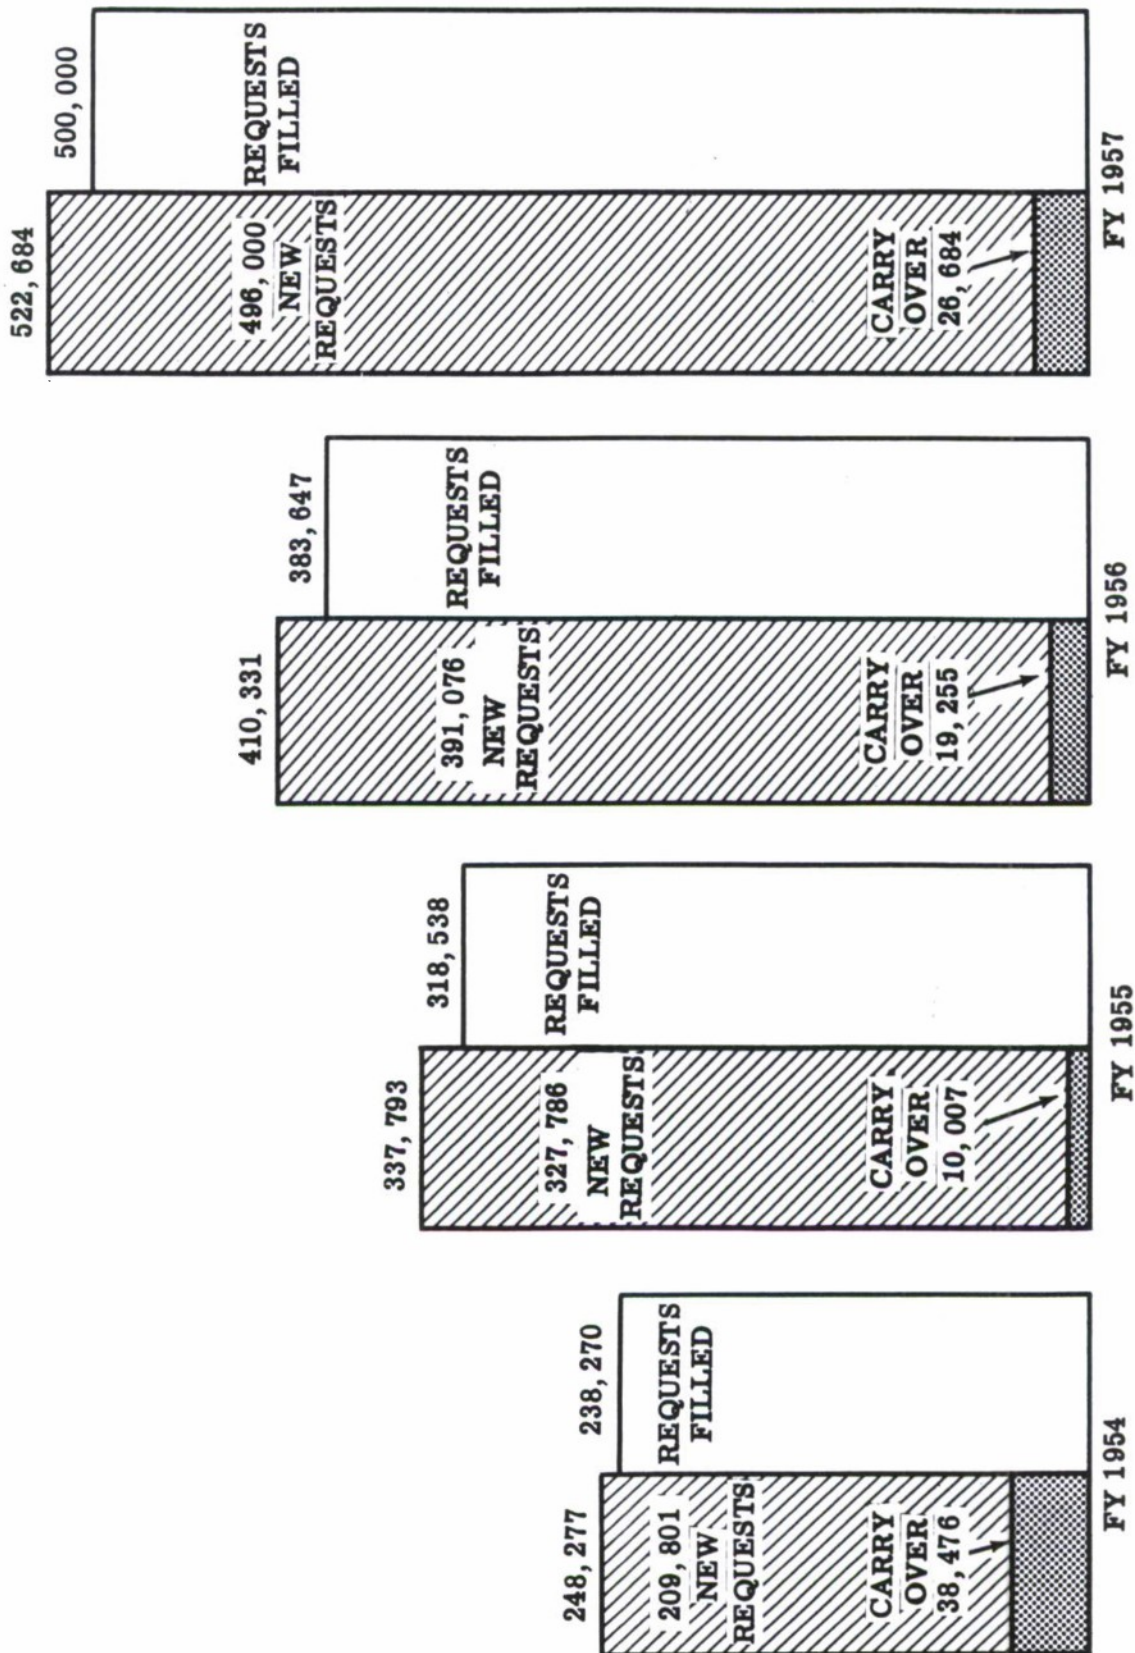 248,277
238,270
209,801
NEW
REQUESTS
REQUESTS
FILLED
CARRY
OVER
38,476
FY 1954
337,793
318,538
327,786
NEW
REQUESTS
REQUESTS
FILLED
CARRY
OVER
10,007
FY 1955
410,331
383,647
391,076
NEW
REQUESTS
REQUESTS
FILLED
CARRY
OVER
19,255
FY 1956
522,684
500,000
496,000
NEW
REQUESTS
REQUESTS
FILLED
CARRY
OVER
26,684
FY 1957